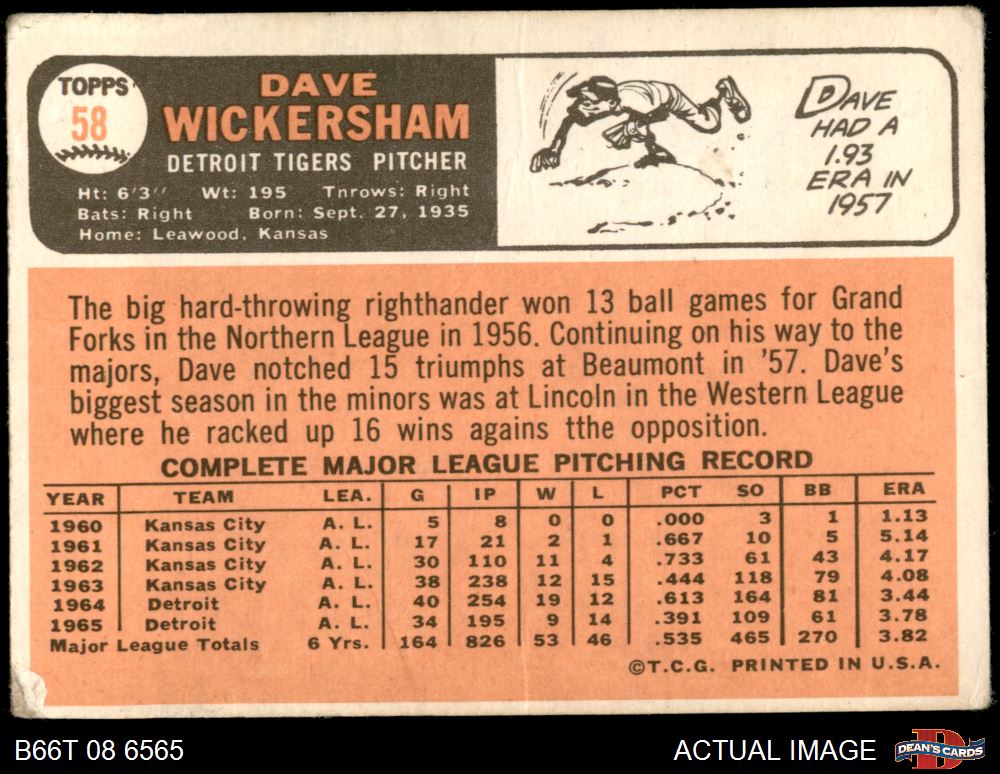 TOPPS
58
DAVE
WICKERSHAM
DETROIT TIGERS PITCHER
Ht: 6'3" Wt: 195 Throws: Right
Bats: Right Born: Sept. 27, 1935
Home: Leawood, Kansas
DAVE
HAD A
1.93
ERA IN
1957
The big hard-throwing righthander won 13 ball games for Grand
Forks in the Northern League in 1956. Continuing on his way to the
majors, Dave notched 15 triumphs at Beaumont in '57. Dave's
biggest season in the minors was at Lincoln in the Western League
where he racked up 16 wins agains tthe opposition.
COMPLETE MAJOR LEAGUE PITCHING RECORD
YEAR TEAM LEA. G IP W L PCT SO BB ERA
1960 Kansas City A. L. 5 8 0 0 .000 3 1 1.13
1961 Kansas City A. L. 17 21 2 1 .667 10 5 5.14
1962 Kansas City A. L. 30 110 11 4 .733 61 43 4.17
1963 Kansas City A. L. 38 238 12 15 .444 118 79 4.08
1964 Detroit A. L. 40 254 19 12 .613 164 81 3.44
1965 Detroit A. L. 34 195 9 14 .391 109 61 3.78
Major League Totals 6 Yrs. 164 826 53 46 .535 465 270 3.82
©T.C.G. PRINTED IN U.S.A.
B66T 08 6565
ACTUAL IMAGE
DEAN'S CARDS